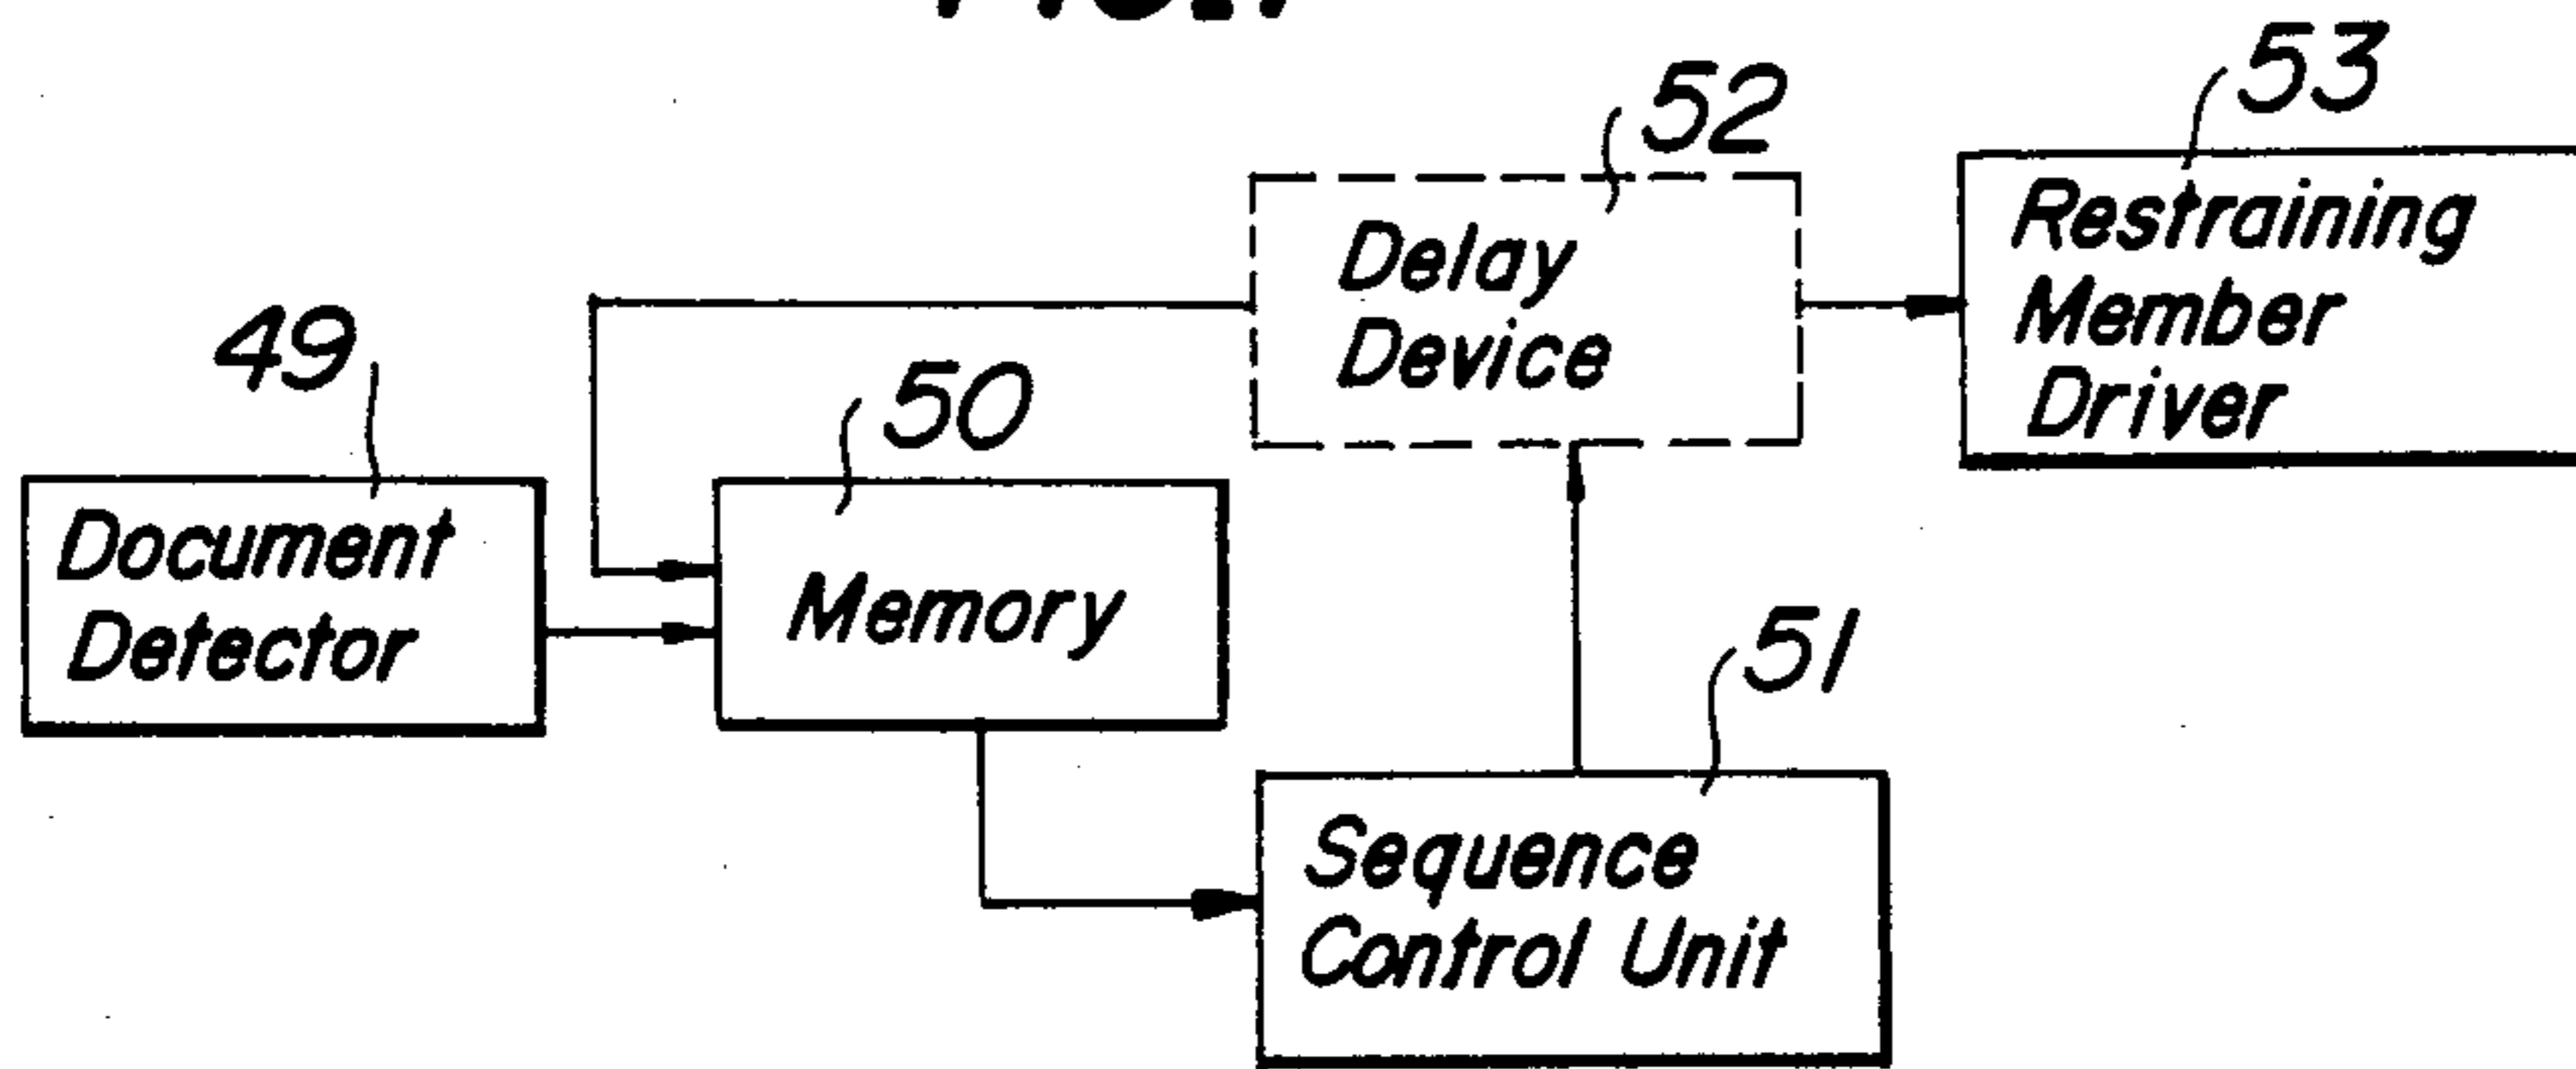 52
53
Delay
Device
Restraining
Member
Driver
49
50
Document
Detector
Memory
51
Sequence
Control Unit